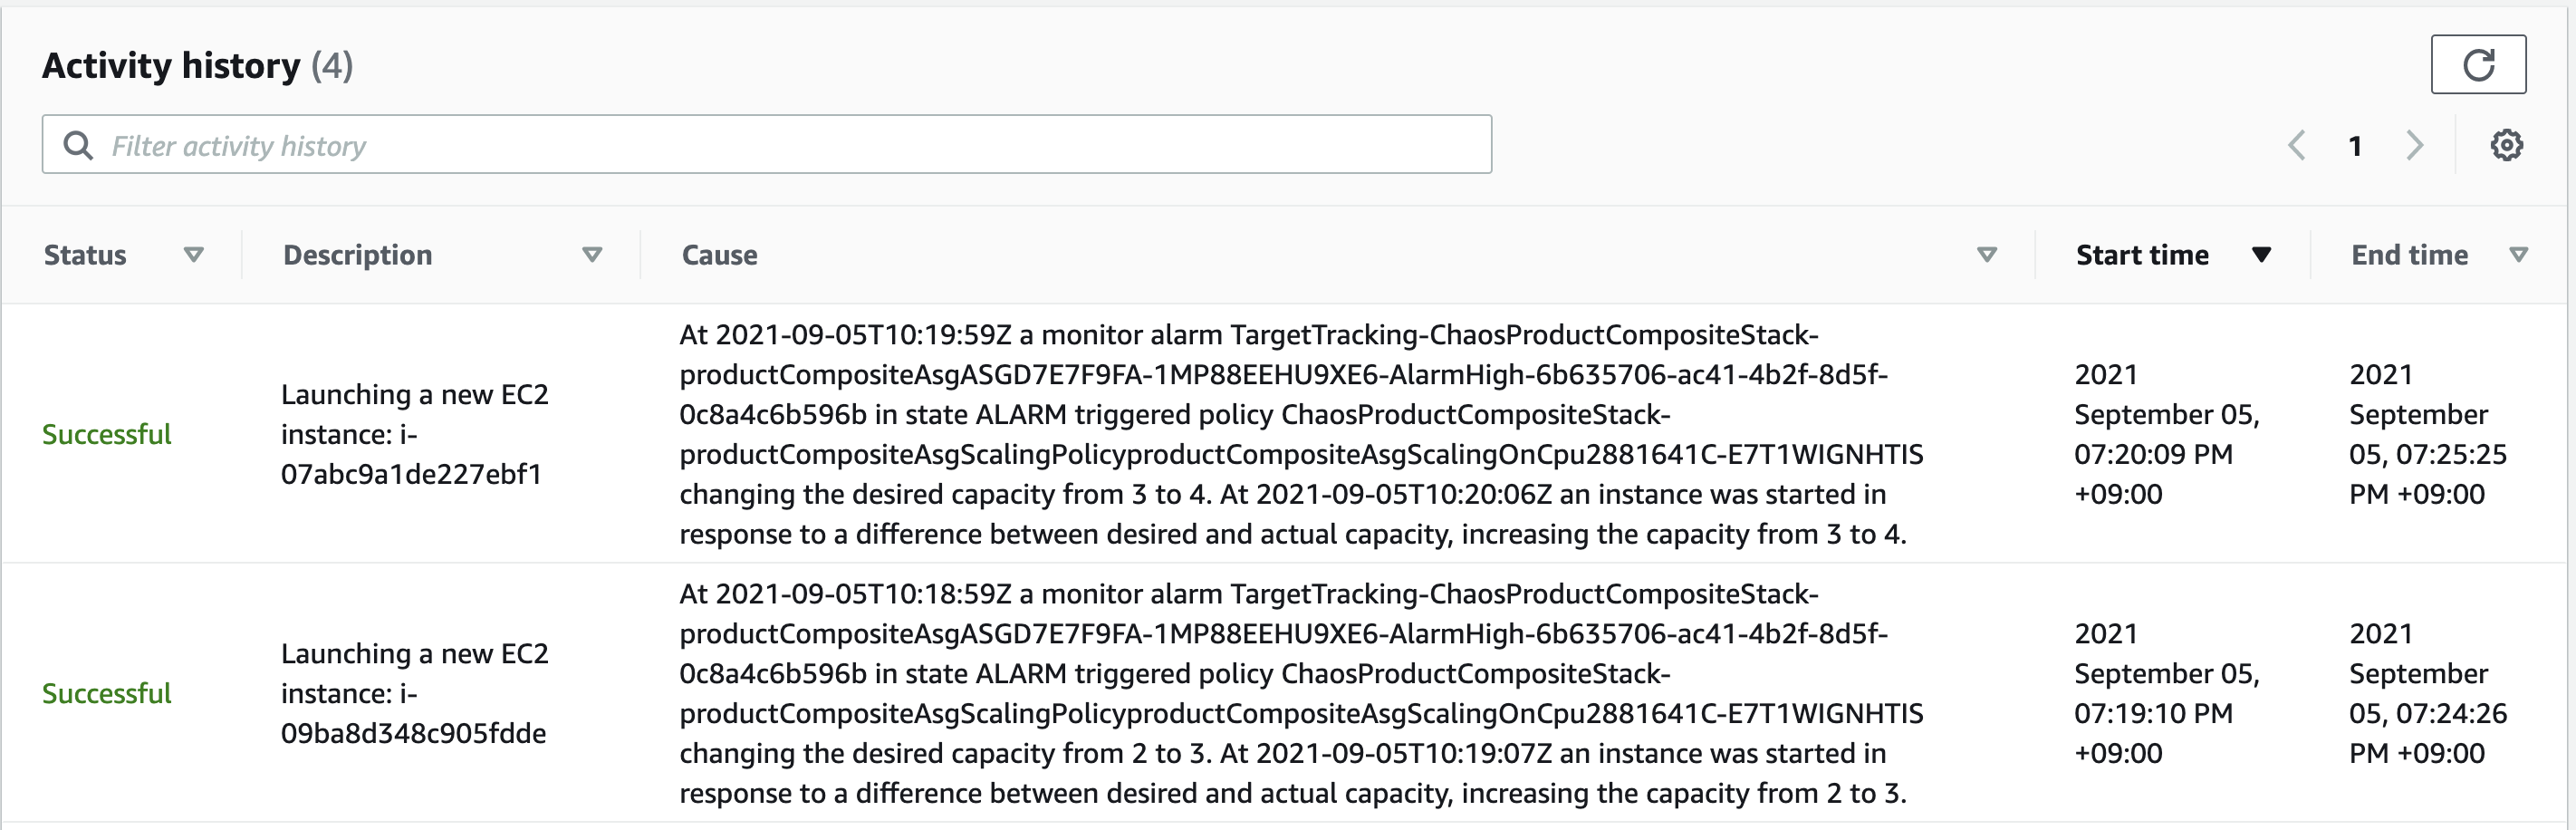 Activity history (4)
Filter activity history
1
Status
Description
Cause
Start time
End time
Successful
Launching a new EC2
instance: i-
07abc9a1de227ebf1
At 2021-09-05T10:19:59Z a monitor alarm TargetTracking-ChaosProductCompositeStack-
productCompositeAsgASGD7E7F9FA-1MP88EEHU9XE6-AlarmHigh-6b635706-ac41-4b2f-8d5f-
0c8a4c6b596b in state ALARM triggered policy ChaosProductCompositeStack-
productCompositeAsgScalingPolicyproductCompositeAsgScalingOnCpu2881641C-E7T1WIGNHTIS
changing the desired capacity from 3 to 4. At 2021-09-05T10:20:06Z an instance was started in
response to a difference between desired and actual capacity, increasing the capacity from 3 to 4.
2021
September 05,
07:20:09 PM
+09:00
2021
September
05, 07:25:25
PM +09:00
Successful
Launching a new EC2
instance: i-
09ba8d348c905fdde
At 2021-09-05T10:18:59Z a monitor alarm TargetTracking-ChaosProductCompositeStack-
productCompositeAsgASGD7E7F9FA-1MP88EEHU9XE6-AlarmHigh-6b635706-ac41-4b2f-8d5f-
0c8a4c6b596b in state ALARM triggered policy ChaosProductCompositeStack-
productCompositeAsgScalingPolicyproductCompositeAsgScalingOnCpu2881641C-E7T1WIGNHTIS
changing the desired capacity from 2 to 3. At 2021-09-05T10:19:07Z an instance was started in
response to a difference between desired and actual capacity, increasing the capacity from 2 to 3.
2021
September 05,
07:19:10 PM
+09:00
2021
September
05, 07:24:26
PM +09:00